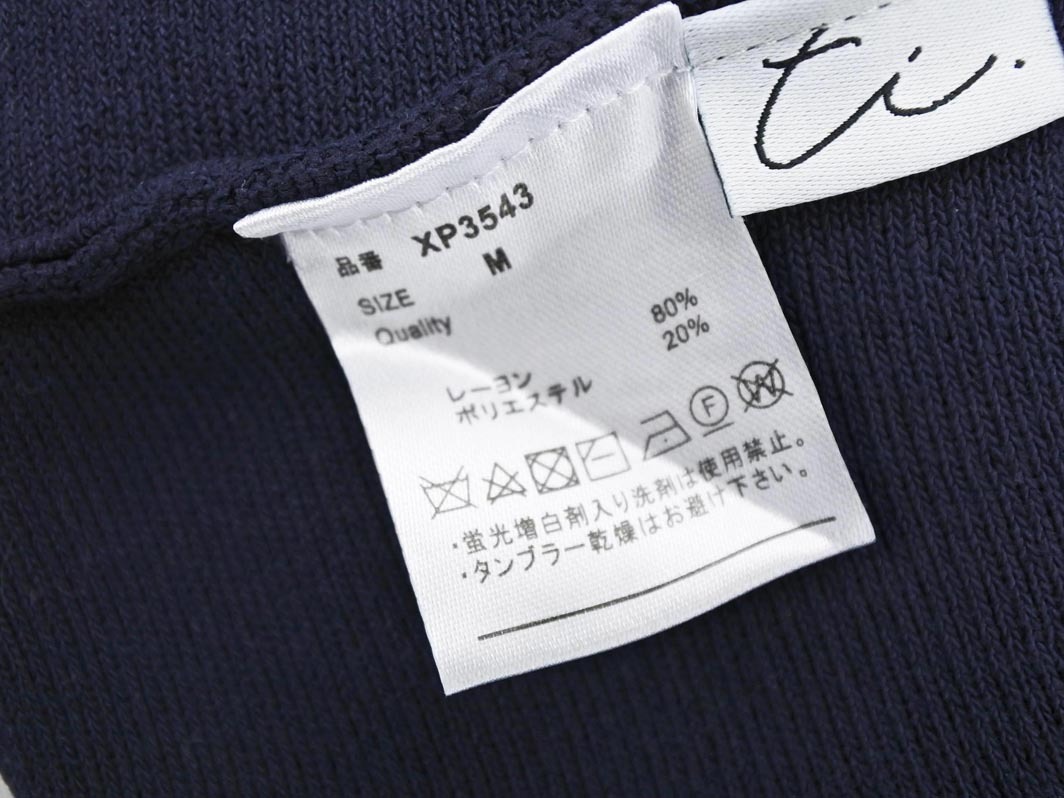 ti.
品番 XP3543
SIZE M
Quality
レーヨン 80%
ポリエステル 20%
F W
・蛍光増白剤入り洗剤は使用禁止。
・タンブラー乾燥はお避け下さい。